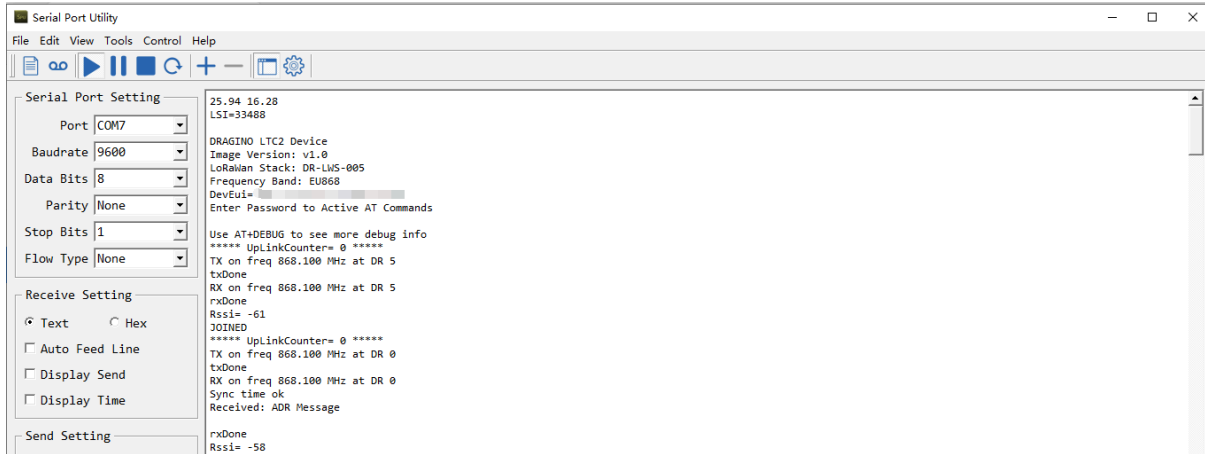 Serial Port Utility
File Edit View Tools Control Help
Serial Port Setting
Port COM7
Baudrate 9600
Data Bits 8
Parity None
Stop Bits 1
Flow Type None
Receive Setting
Text Hex
Auto Feed Line
Display Send
Display Time
Send Setting
25.94 16.28
LSI=33488
DRAGINO LTC2 Device
Image Version: v1.0
LoRaWan Stack: DR-LWS-005
Frequency Band: EU868
DevEui=
Enter Password to Active AT Commands
Use AT+DEBUG to see more debug info
***** UpLinkCounter= 0 *****
TX on freq 868.100 MHz at DR 5
txDone
RX on freq 868.100 MHz at DR 5
rxDone
Rssi= -61
JOINED
***** UpLinkCounter= 0 *****
TX on freq 868.100 MHz at DR 0
txDone
RX on freq 868.100 MHz at DR 0
Sync time ok
Received: ADR Message
rxDone
Rssi= -58